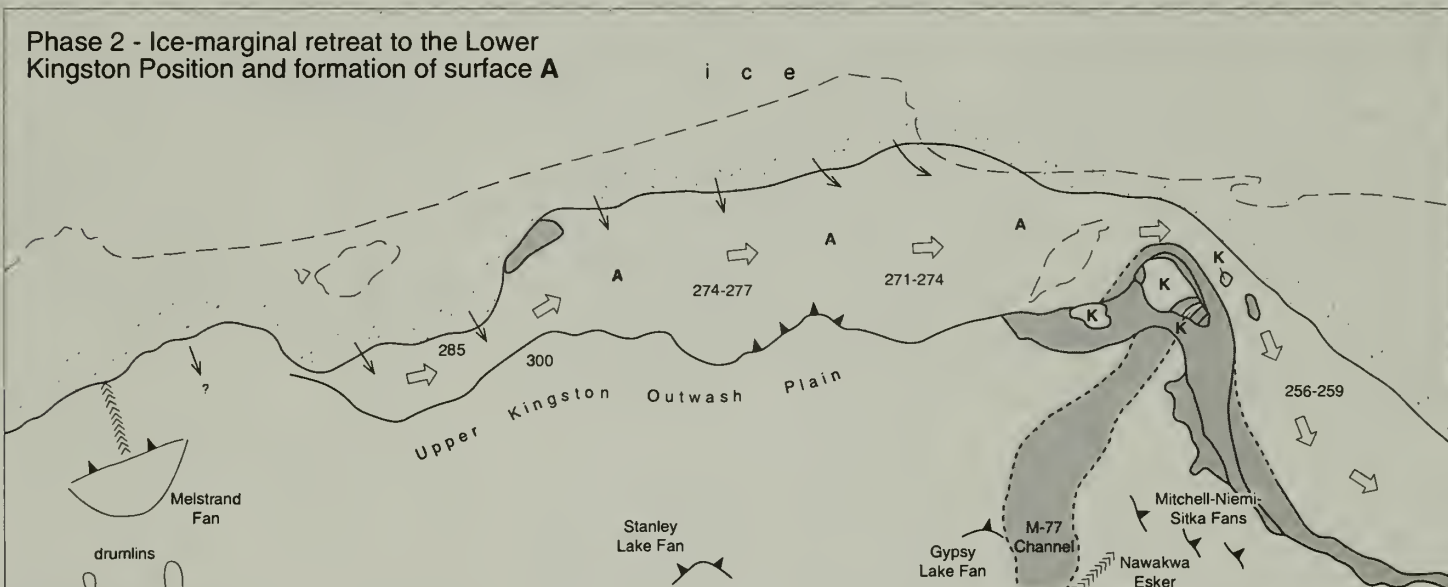 Phase 2 - Ice-marginal retreat to the Lower
Kingston Position and formation of surface A
i c e
A
A
A
K
K
K
K
274-277
271-274
285
300
256-259
?
Upper Kingston Outwash Plain
Melstrand
Fan
drumlins
Stanley
Lake Fan
Gypsy
Lake Fan
M-77
Channel
Mitchell-Niemi-
Sitka Fans
Nawakwa
Esker